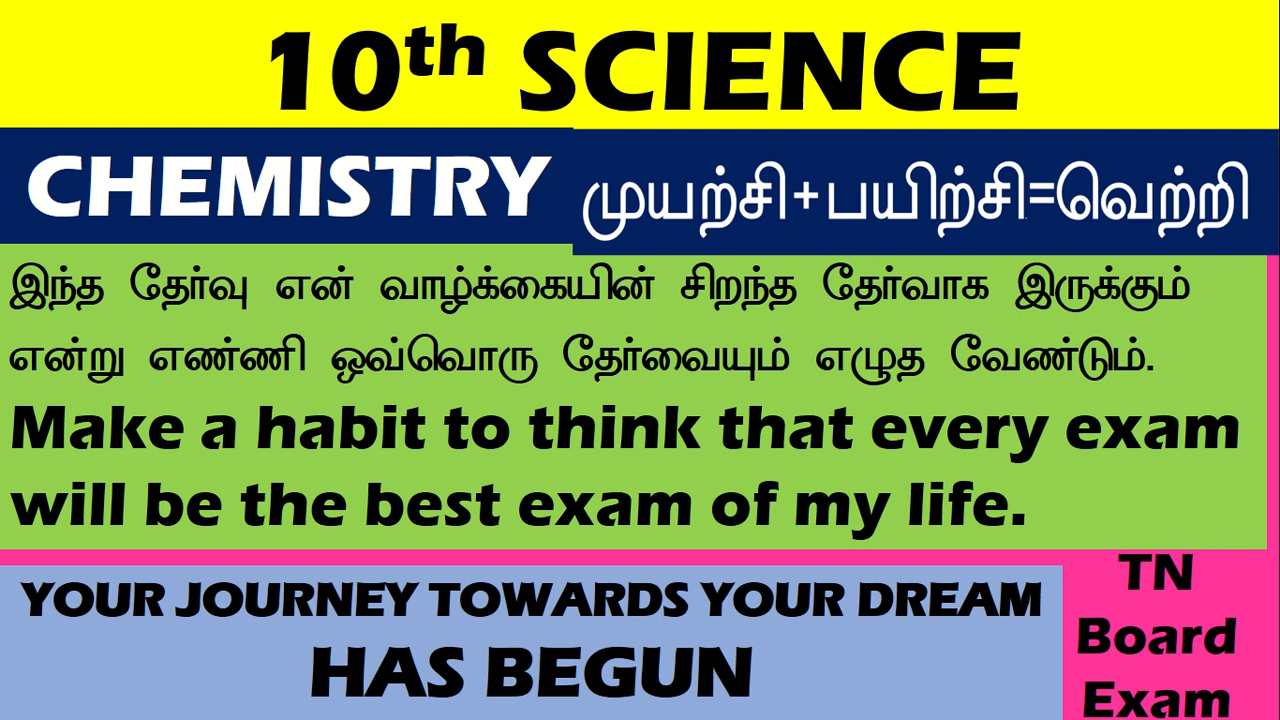 10th SCIENCE
CHEMISTRY
முயற்சி+பயிற்சி=வெற்றி
இந்த தேர்வு என் வாழ்க்கையின் சிறந்த தேர்வாக இருக்கும்
என்று எண்ணி ஒவ்வொரு தேர்வையும் எழுத வேண்டும்.
Make a habit to think that every exam
will be the best exam of my life.
YOUR JOURNEY TOWARDS YOUR DREAM
HAS BEGUN
TN
Board
Exam